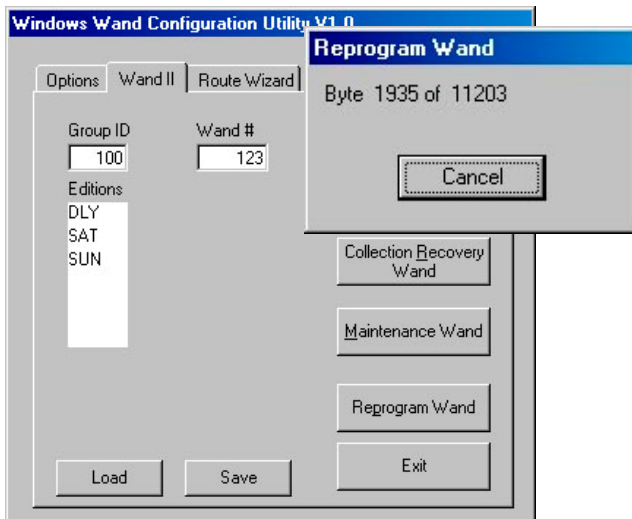 Windows Wand Configuration Utility V1.0
Reprogram Wand
Byte 1935 of 11203
Cancel
Options
Wand II
Route Wizard
Group ID
Wand #
100
123
Editions
DLY
SAT
SUN
Collection Recovery
Wand
Maintenance Wand
Reprogram Wand
Load
Save
Exit